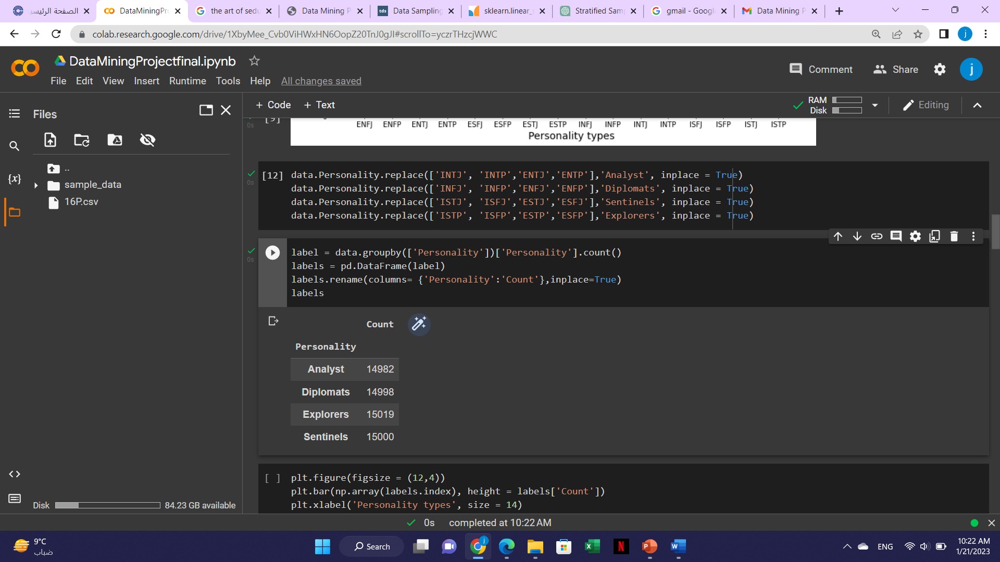 الصفحة الرئيس
DataMiningPr
the art of sedu
Data Mining P
tds
Data Sampling
sklearn.linear_
Stratified Sam
gmail - Googl
Data Mining P
colab.research.google.com/drive/1XbyMee_Cvb0ViHWxHN6OopZ20TnJ0gJI#scrollTo=yczrTHzcjWWC
j
DataMiningProjectfinal.ipynb
Comment
Share
j
File Edit View Insert Runtime Tools Help All changes saved
Files
+ Code + Text
RAM
Disk
Editing
..
sample_data
16P.csv
{x}
0s
[9]
ENFJ ENFP ENTJ ENTP ESFJ ESFP ESTJ ESTP INFJ INFP INTJ INTP ISFJ ISFP ISTJ ISTP
Personality types
0s
[12] data.Personality.replace(['INTJ', 'INTP','ENTJ','ENTP'],'Analyst', inplace = True)
data.Personality.replace(['INFJ', 'INFP','ENFJ','ENFP'],'Diplomats', inplace = True)
data.Personality.replace(['ISTJ', 'ISFJ','ESTJ','ESFJ'],'Sentinels', inplace = True)
data.Personality.replace(['ISTP', 'ISFP','ESTP','ESFP'],'Explorers', inplace = True)
0s
label = data.groupby(['Personality'])['Personality'].count()
labels = pd.DataFrame(label)
labels.rename(columns= {'Personality':'Count'},inplace=True)
labels
Count
Personality
Analyst 14982
Diplomats 14998
Explorers 15019
Sentinels 15000
[ ] plt.figure(figsize = (12,4))
plt.bar(np.array(labels.index), height = labels['Count'])
plt.xlabel('Personality types', size = 14)
Disk 84.23 GB available
0s completed at 10:22 AM
9°C
ضباب
Search
j
ENG
10:22 AM
1/21/2023